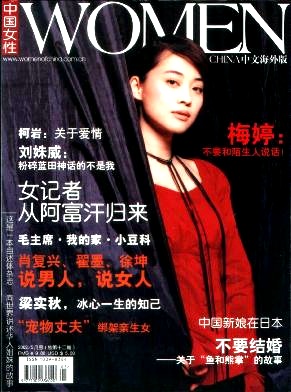 中国女性
WOMEN
www.womenofchina.com.cn
CHINA中文海外版
柯岩：关于爱情
刘姝威：
粉碎蓝田神话的不是我
梅婷：
不要和陌生人说话！
女记者
从阿富汗归来
毛主席·我的家·小豆科
肖复兴、翟墨、徐坤
说男人，说女人
梁实秋，冰心一生的知己
“宠物丈夫” 绑架亲生女
中国新娘在日本
不要结婚
——关于“鱼和熊掌”的故事